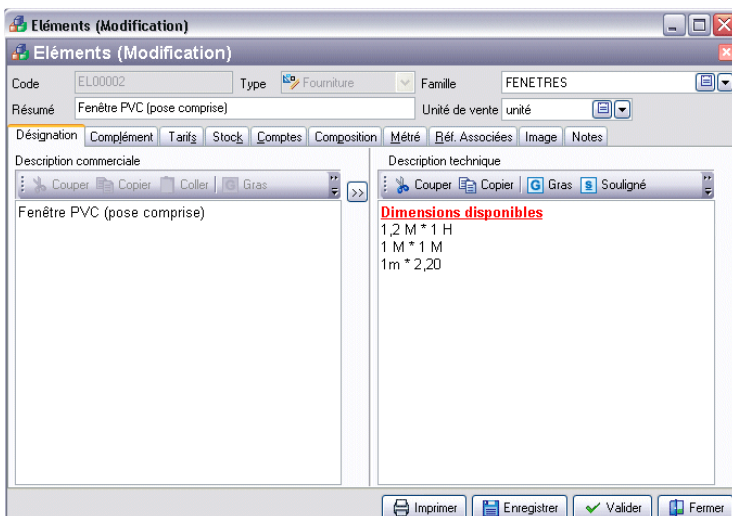 Eléments (Modification)
Eléments (Modification)
Code EL00002 Type Fourniture Famille FENETRES
Résumé Fenêtre PVC (pose comprise) Unité de vente unité
Désignation Complément Tarifs Stock Comptes Composition Métré Réf. Associées Image Notes
Description commerciale Description technique
Couper Copier Coller G Gras >> Couper Copier G Gras s Souligné
Fenêtre PVC (pose comprise) Dimensions disponibles
1,2 M * 1 H
1 M * 1 M
1m * 2,20
Imprimer Enregistrer Valider Fermer